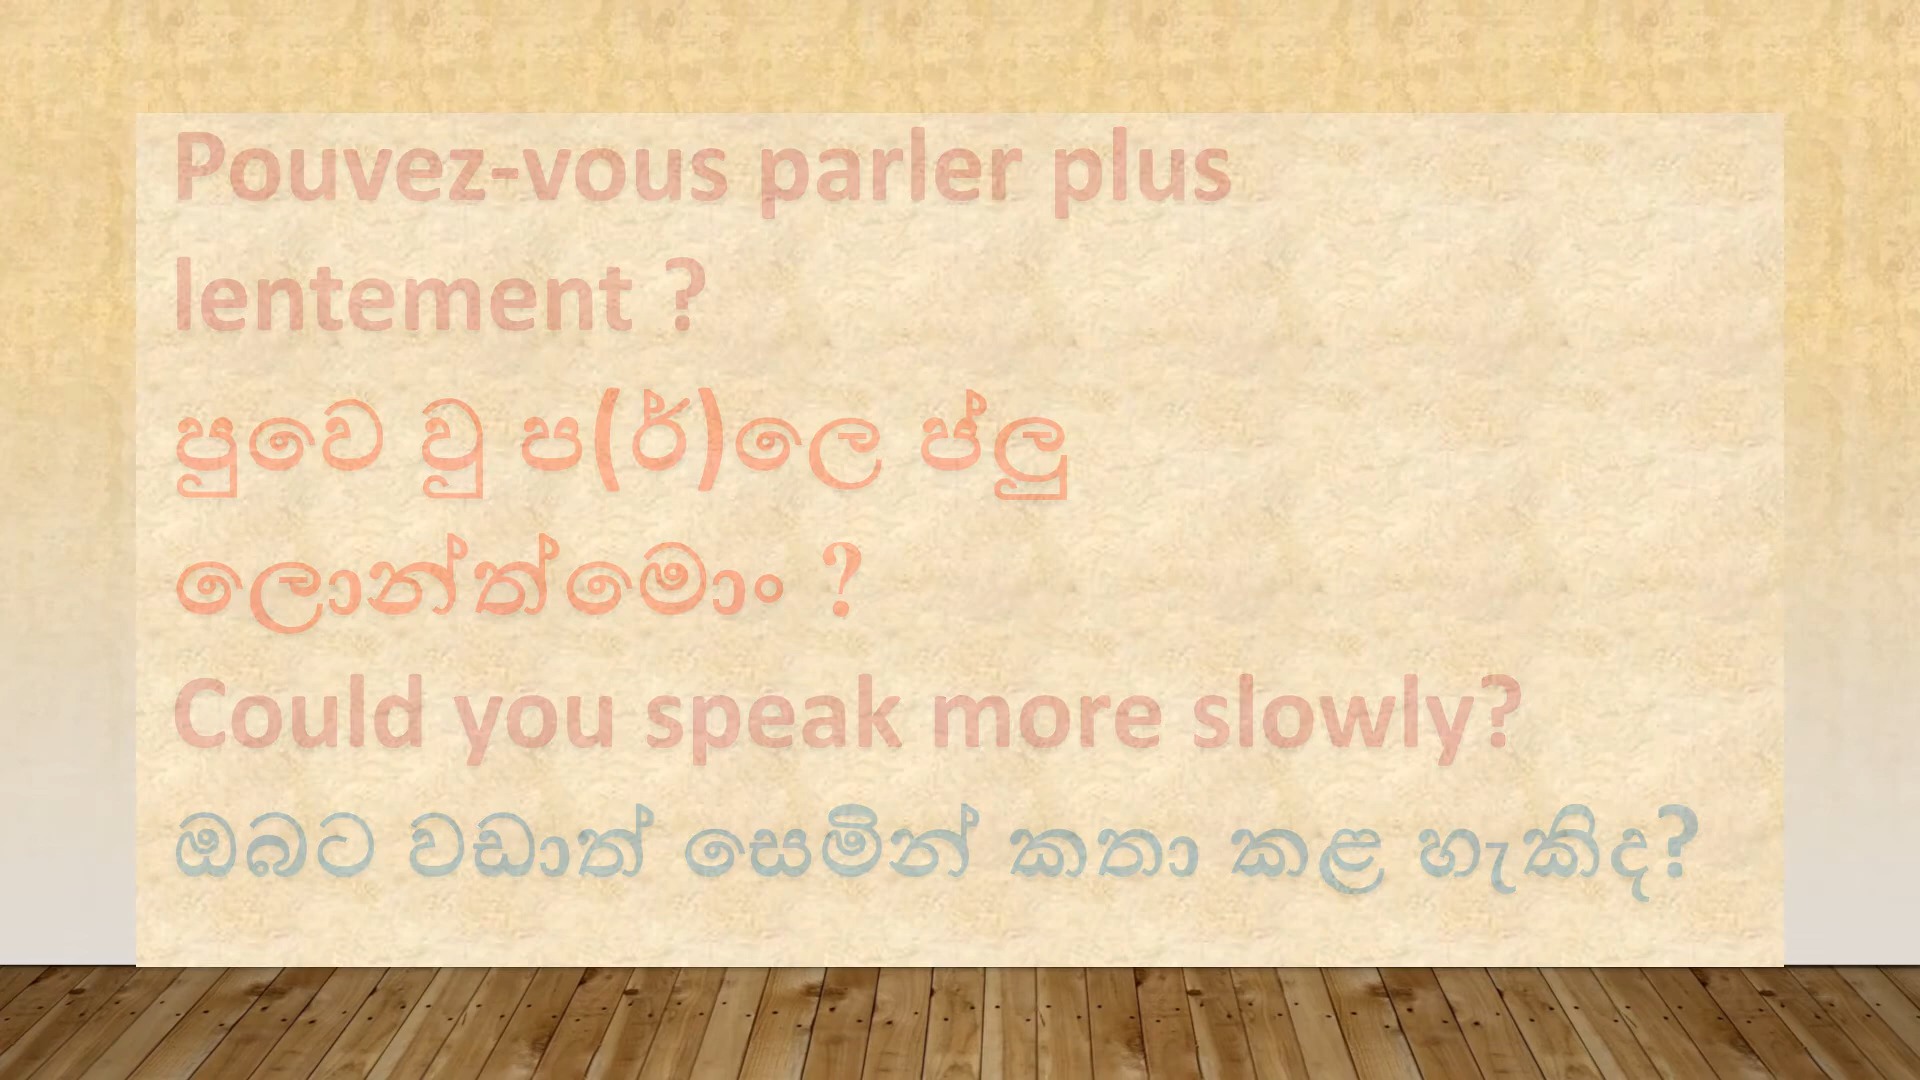 Pouvez-vous parler plus
lentement ?
පුවෙ වු ප(ර්)ලෙ ප්ලු
ලොන්ත්මොං ?
Could you speak more slowly?
ඔබට වඩාත් සෙමින් කතා කළ හැකිද?